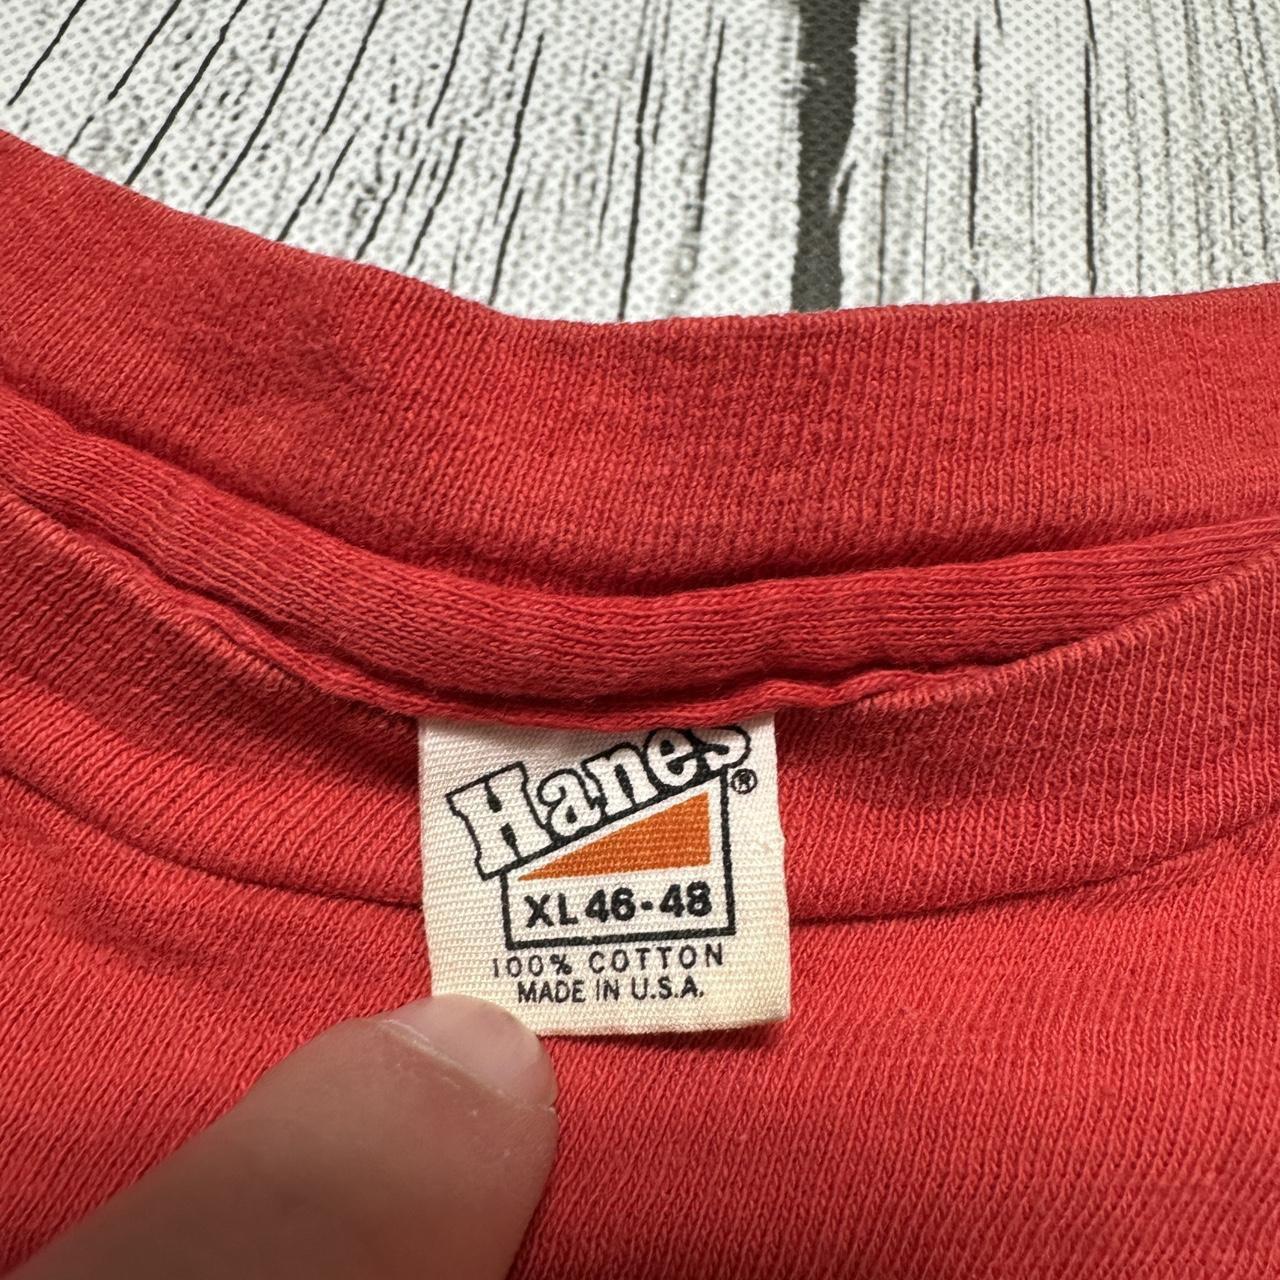 Hanes®
XL 46-48
100% COTTON
MADE IN U.S.A.